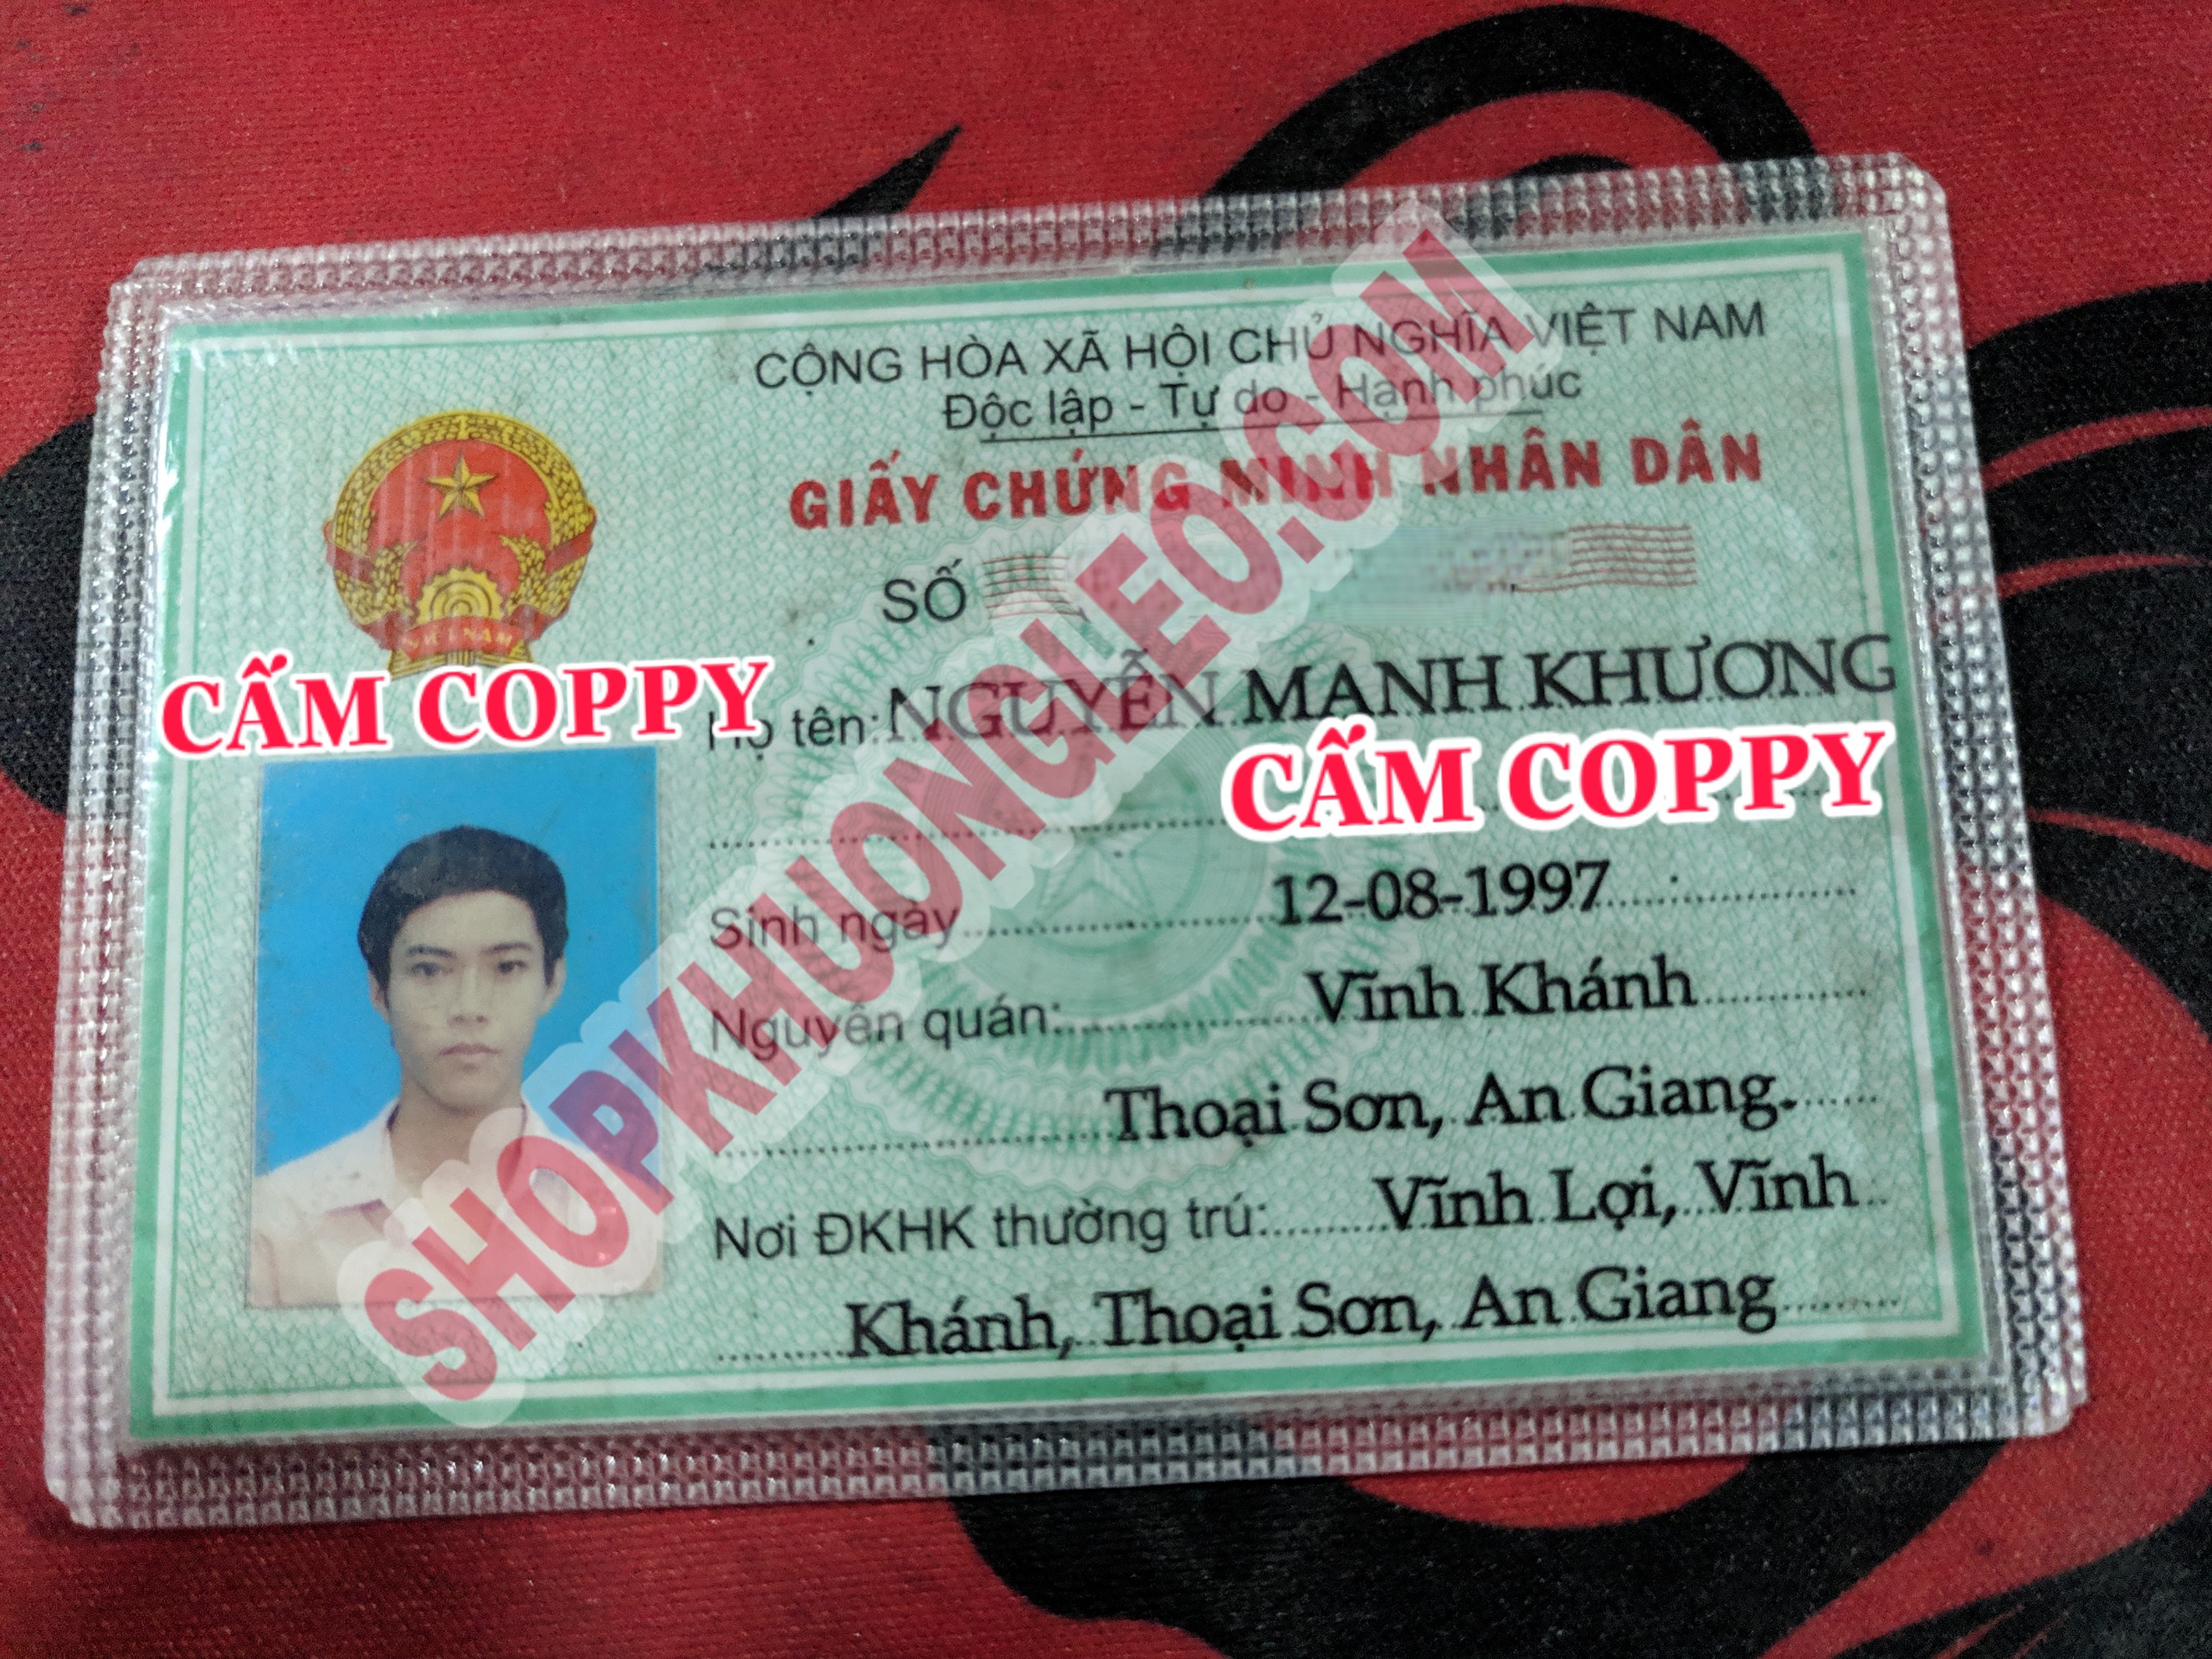 CỘNG HÒA XÃ HỘI CHỦ NGHĨA VIỆT NAM
Độc lập - Tự do - Hạnh phúc
GIẤY CHỨNG MINH NHÂN DÂN
SỐ
VIETNAM
Họ tên: NGUYỄN MẠNH KHƯƠNG
CẤM COPPY
CẤM COPPY
Sinh ngày 12-08-1997
Nguyên quán: Vĩnh Khánh
Thoại Sơn, An Giang.
Nơi ĐKHK thường trú: Vĩnh Lợi, Vĩnh
Khánh, Thoại Sơn, An Giang
SHOPKHUONGLEO.COM